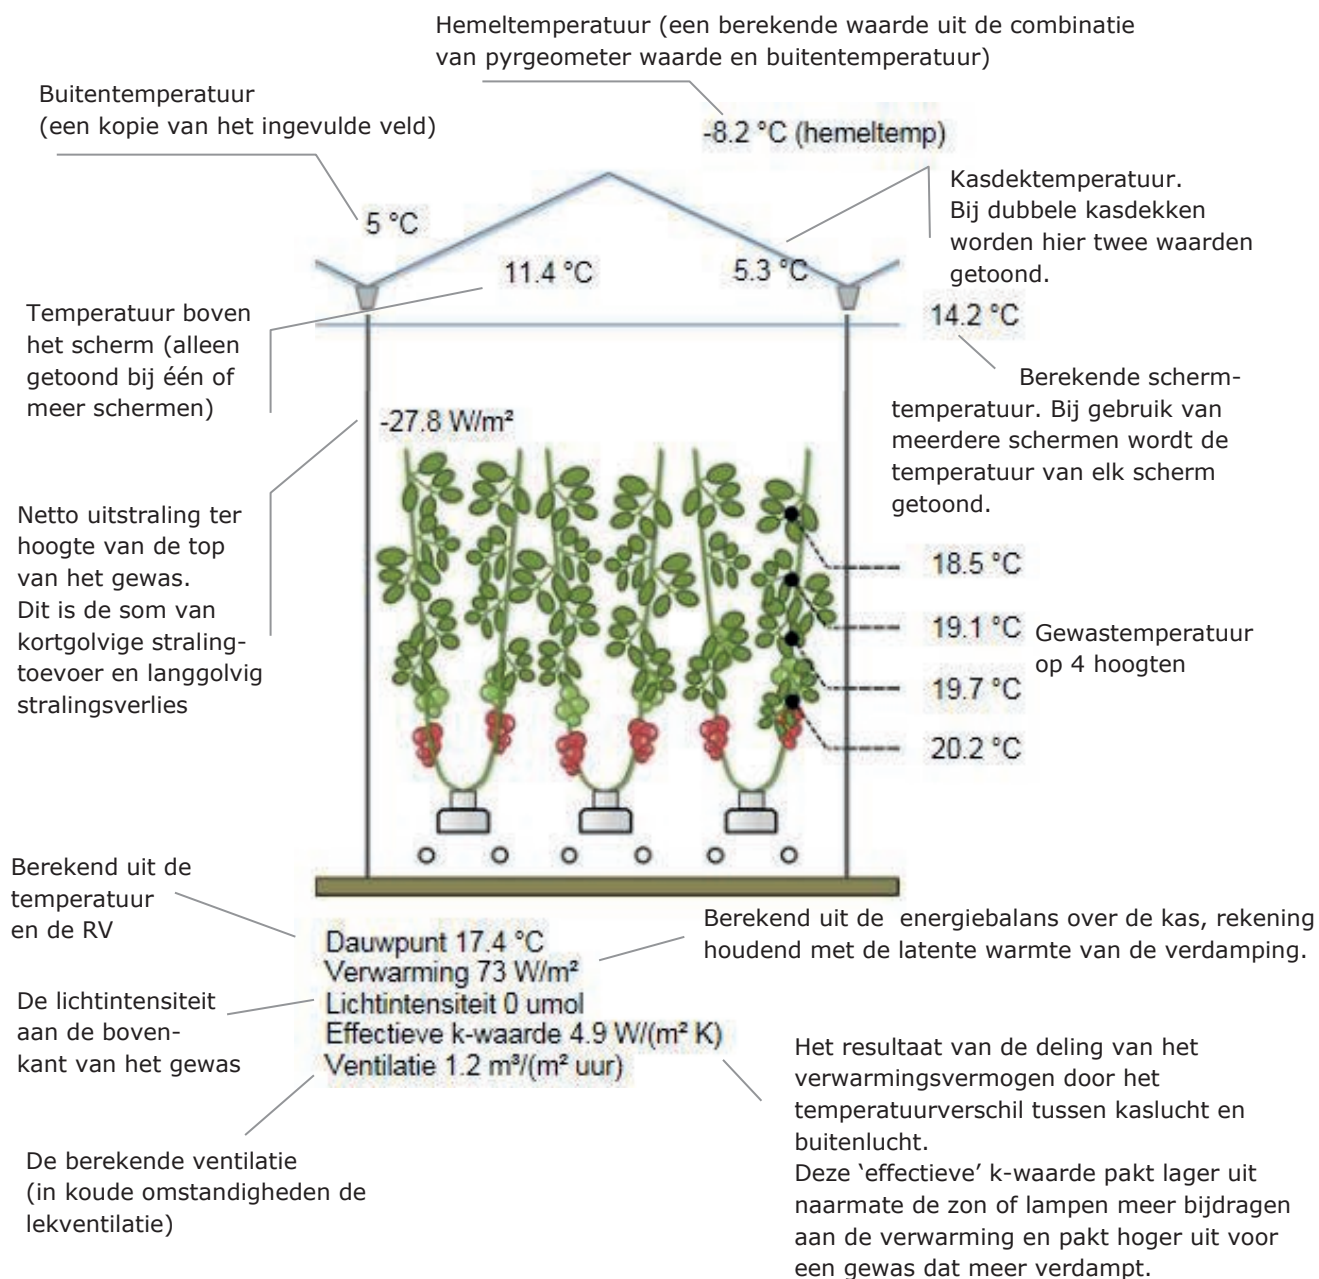 Hemeltemperatuur (een berekende waarde uit de combinatie
van pyrgeometer waarde en buitentemperatuur)
Buitentemperatuur
(een kopie van het ingevulde veld)
-8.2 °C (hemeltemp)
Kasdektemperatuur.
Bij dubbele kasdekken
worden hier twee waarden
getoond.
5 °C
11.4 °C
5.3 °C
14.2 °C
Temperatuur boven
het scherm (alleen
getoond bij één of
meer schermen)
Berekende scherm-
temperatuur. Bij gebruik van
meerdere schermen wordt de
temperatuur van elk scherm
getoond.
-27.8 W/m²
Netto uitstraling ter
hoogte van de top
van het gewas.
Dit is de som van
kortgolvige straling-
toevoer en langgolvig
stralingsverlies
18.5 °C
19.1 °C
19.7 °C
20.2 °C
Gewastemperatuur
op 4 hoogten
Berekend uit de
temperatuur
en de RV
Berekend uit de  energiebalans over de kas, rekening
houdend met de latente warmte van de verdamping.
Dauwpunt 17.4 °C
Verwarming 73 W/m²
Lichtintensiteit 0 umol
Effectieve k-waarde 4.9 W/(m² K)
Ventilatie 1.2 m³/(m² uur)
De lichtintensiteit
aan de boven-
kant van het gewas
Het resultaat van de deling van het
verwarmingsvermogen door het
temperatuurverschil tussen kaslucht en
buitenlucht.
Deze ‘effectieve’ k-waarde pakt lager uit
naarmate de zon of lampen meer bijdragen
aan de verwarming en pakt hoger uit voor
een gewas dat meer verdampt.
De berekende ventilatie
(in koude omstandigheden de
lekventilatie)